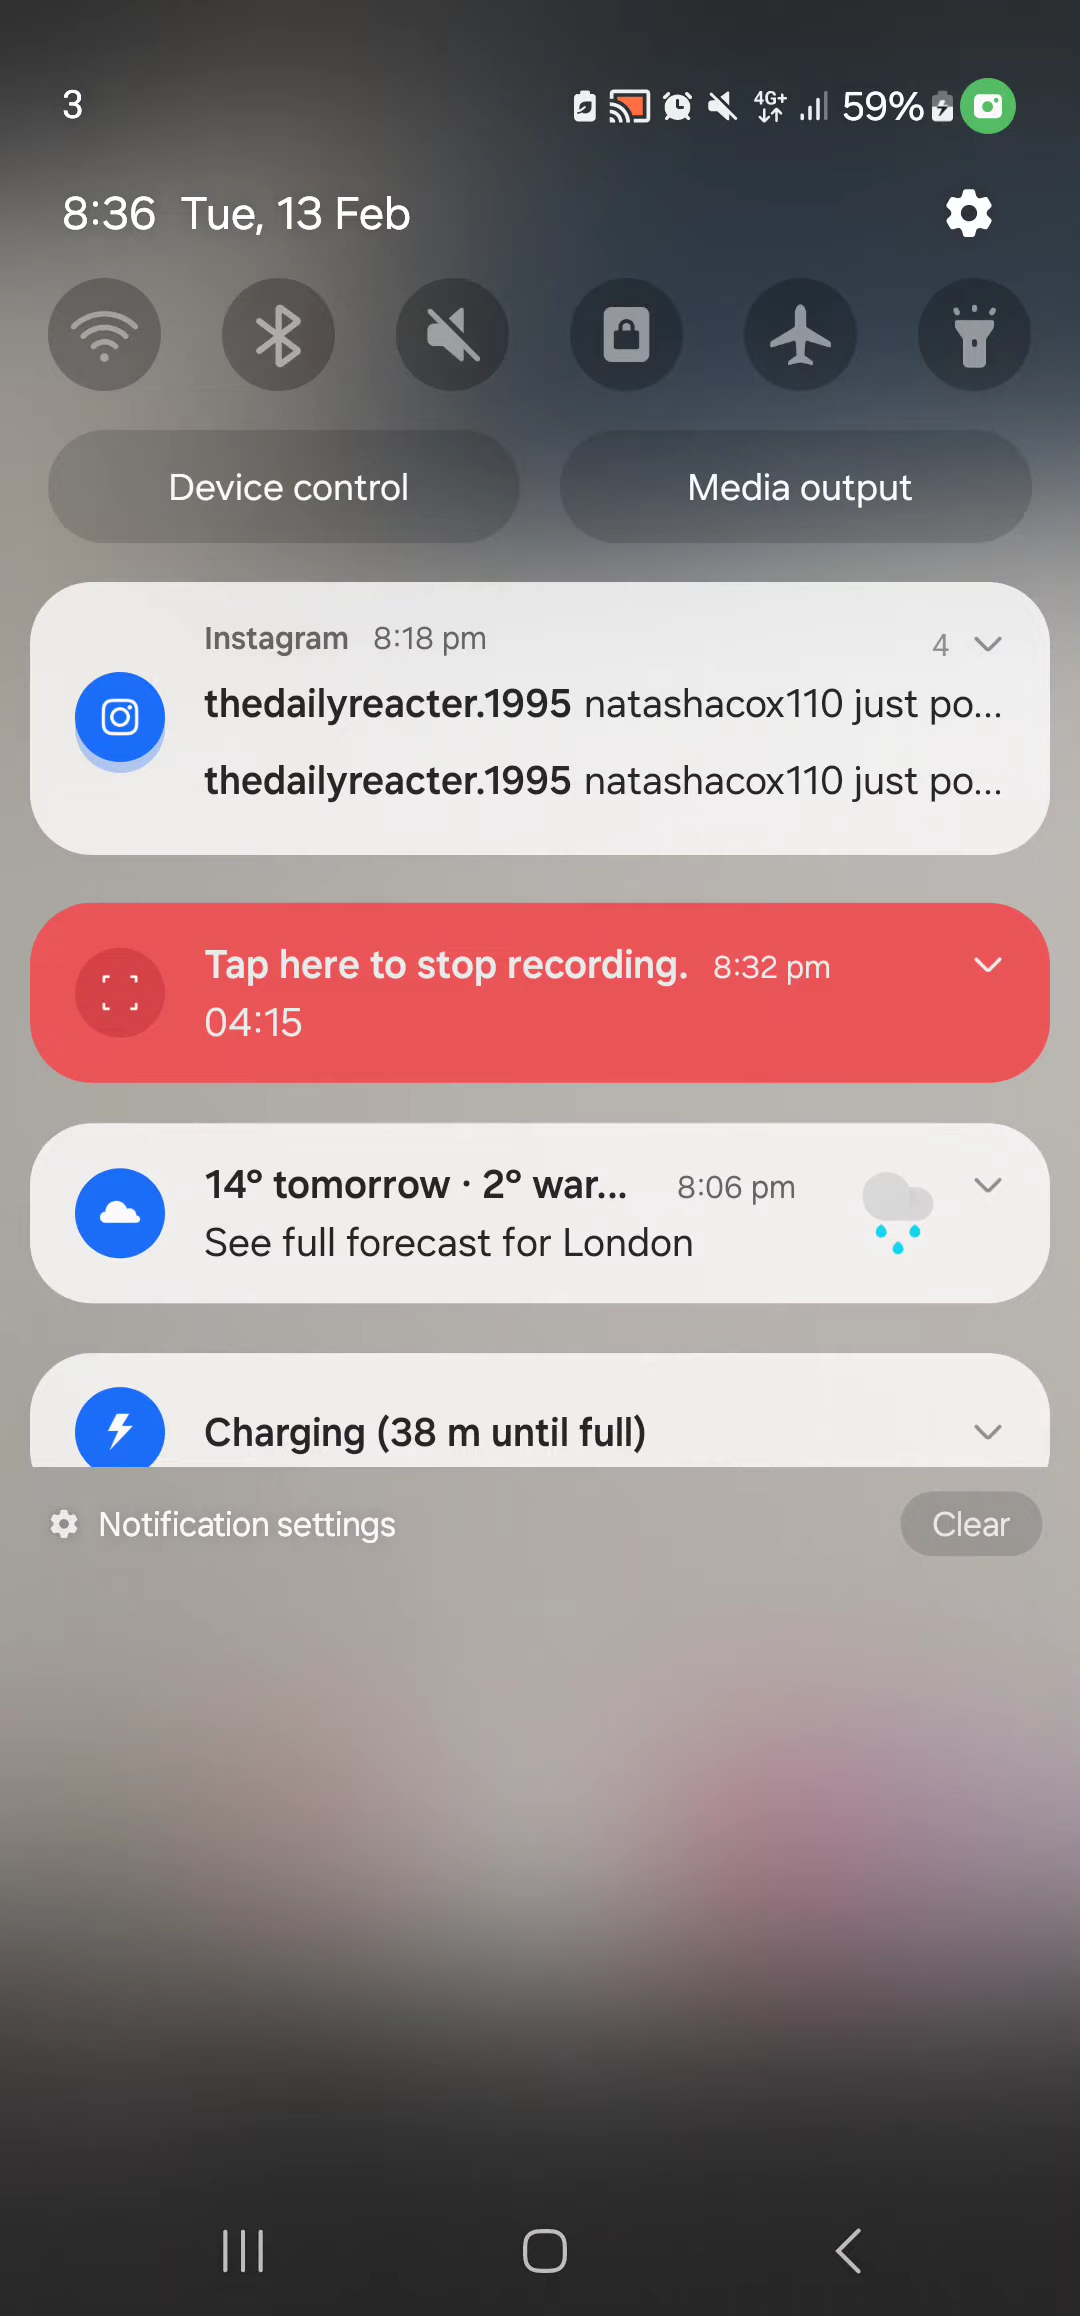 3
4G+
59%
8:36 Tue, 13 Feb
Device control
Media output
Instagram 8:18 pm
4
thedailyreacter.1995 natashacox110 just po...
thedailyreacter.1995 natashacox110 just po...
Tap here to stop recording. 8:32 pm
04:15
14° tomorrow · 2° war... 8:06 pm
See full forecast for London
Charging (38 m until full)
Notification settings
Clear